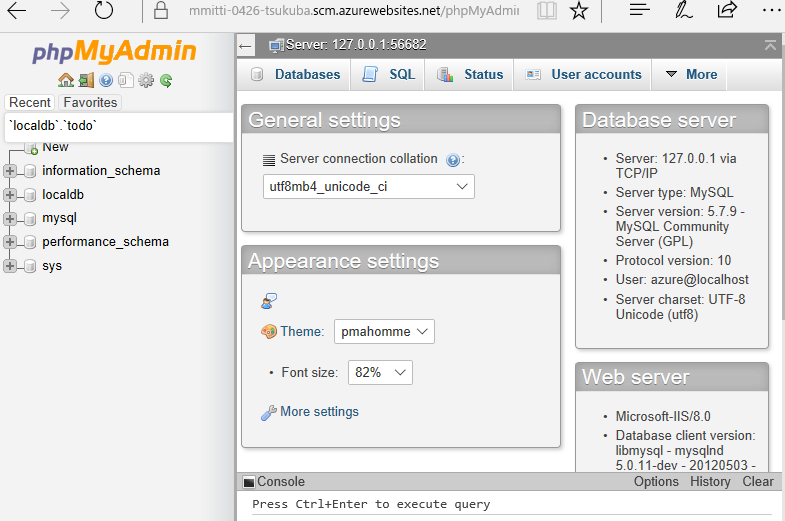 mmitti-0426-tsukuba.scm.azurewebsites.net/phpMyAdmin
phpMyAdmin
Recent Favorites
`localdb`.`todo`
New
information_schema
localdb
mysql
performance_schema
sys
Server: 127.0.0.1:56682
Databases SQL Status User accounts More
General settings
Server connection collation :
utf8mb4_unicode_ci
Appearance settings
Theme: pmahomme
Font size: 82%
More settings
Database server
Server: 127.0.0.1 via
TCP/IP
Server type: MySQL
Server version: 5.7.9 -
MySQL Community
Server (GPL)
Protocol version: 10
User: azure@localhost
Server charset: UTF-8
Unicode (utf8)
Web server
Microsoft-IIS/8.0
Database client version:
libmysql - mysqlnd
5.0.11-dev - 20120503 -
Console Options History Clear
Press Ctrl+Enter to execute query